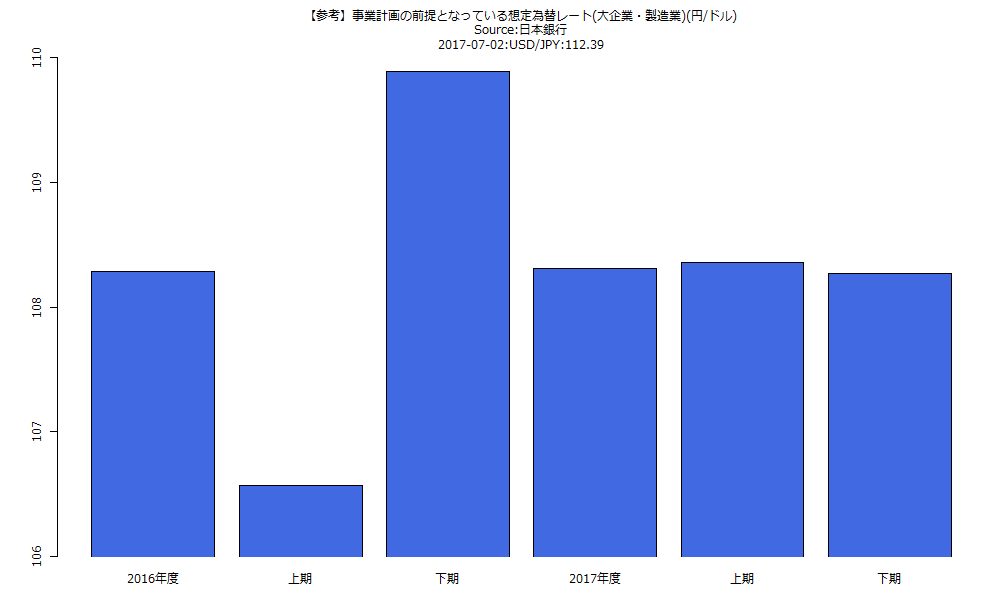 【参考】事業計画の前提となっている想定為替レート(大企業・製造業)(円/ドル)
Source:日本銀行
2017-07-02:USD/JPY:112.39
110
109
108
107
106
2016年度
上期
下期
2017年度
上期
下期